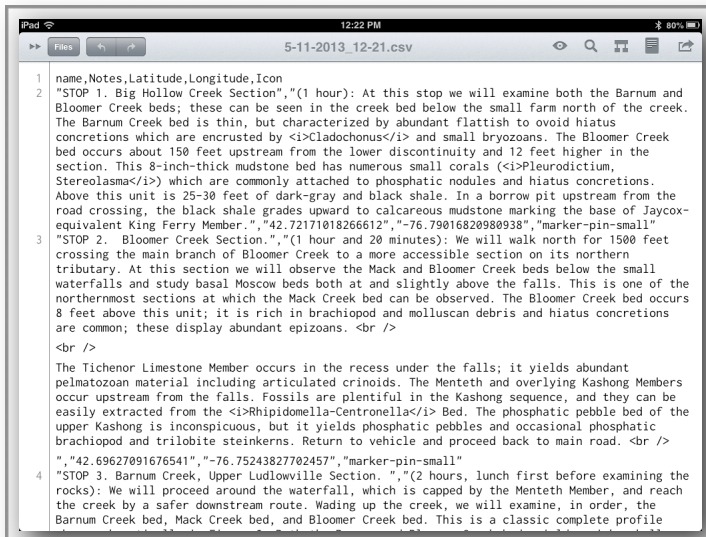 iPad 12:22 PM 80%
Files 5-11-2013_12-21.csv
1 name,Notes,Latitude,Longitude,Icon
2 "STOP 1. Big Hollow Creek Section","(1 hour): At this stop we will examine both the Barnum and
Bloomer Creek beds; these can be seen in the creek bed below the small farm north of the creek.
The Barnum Creek bed is thin, but characterized by abundant flattish to ovoid hiatus
concretions which are encrusted by <i>Cladochonus</i> and small bryozoans. The Bloomer Creek
bed occurs about 150 feet upstream from the lower discontinuity and 12 feet higher in the
section. This 8-inch-thick mudstone bed has numerous small corals (<i>Pleurodictium,
Stereolasma</i>) which are commonly attached to phosphatic nodules and hiatus concretions.
Above this unit is 25-30 feet of dark-gray and black shale. In a borrow pit upstream from the
road crossing, the black shale grades upward to calcareous mudstone marking the base of Jaycox-
equivalent King Ferry Member.","42.72171018266612","-76.79016820980938","marker-pin-small"
3 "STOP 2.  Bloomer Creek Section.","(1 hour and 20 minutes): We will walk north for 1500 feet
crossing the main branch of Bloomer Creek to a more accessible section on its northern
tributary. At this section we will observe the Mack and Bloomer Creek beds below the small
waterfalls and study basal Moscow beds both at and slightly above the falls. This is one of the
northernmost sections at which the Mack Creek bed can be observed. The Bloomer Creek bed occurs
8 feet above this unit; it is rich in brachiopod and molluscan debris and hiatus concretions
are common; these display abundant epizoans. <br />
<br />
The Tichenor Limestone Member occurs in the recess under the falls; it yields abundant
pelmatozoan material including articulated crinoids. The Menteth and overlying Kashong Members
occur upstream from the falls. Fossils are plentiful in the Kashong sequence, and they can be
easily extracted from the <i>Rhipidomella-Centronella</i> Bed. The phosphatic pebble bed of the
upper Kashong is inconspicuous, but it yields phosphatic pebbles and occasional phosphatic
brachiopod and trilobite steinkerns. Return to vehicle and proceed back to main road. <br />
","42.69627091676541","-76.75243827702457","marker-pin-small"
4 "STOP 3. Barnum Creek, Upper Ludlowville Section. ","(2 hours, lunch first before examining the
rocks): We will proceed around the waterfall, which is capped by the Menteth Member, and reach
the creek by a safer downstream route. Wading up the creek, we will examine, in order, the
Barnum Creek bed, Mack Creek bed, and Bloomer Creek bed. This is a classic complete profile